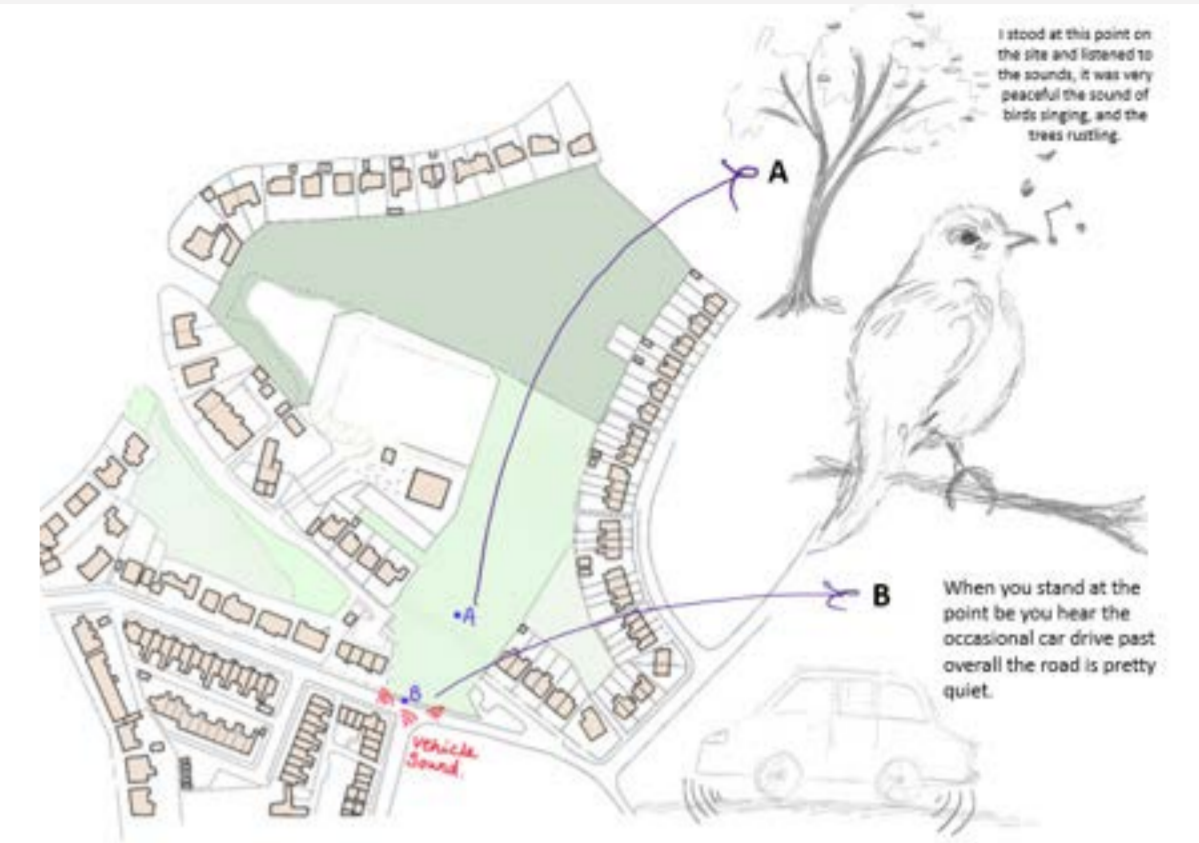 I stood at this point on
the site and listened to
the sounds, it was very
peaceful the sound of
birds singing, and the
trees rustling.
A
B
When you stand at the
point be you hear the
occasional car drive past
overall the road is pretty
quiet.
A
B
vehicle
Sound.